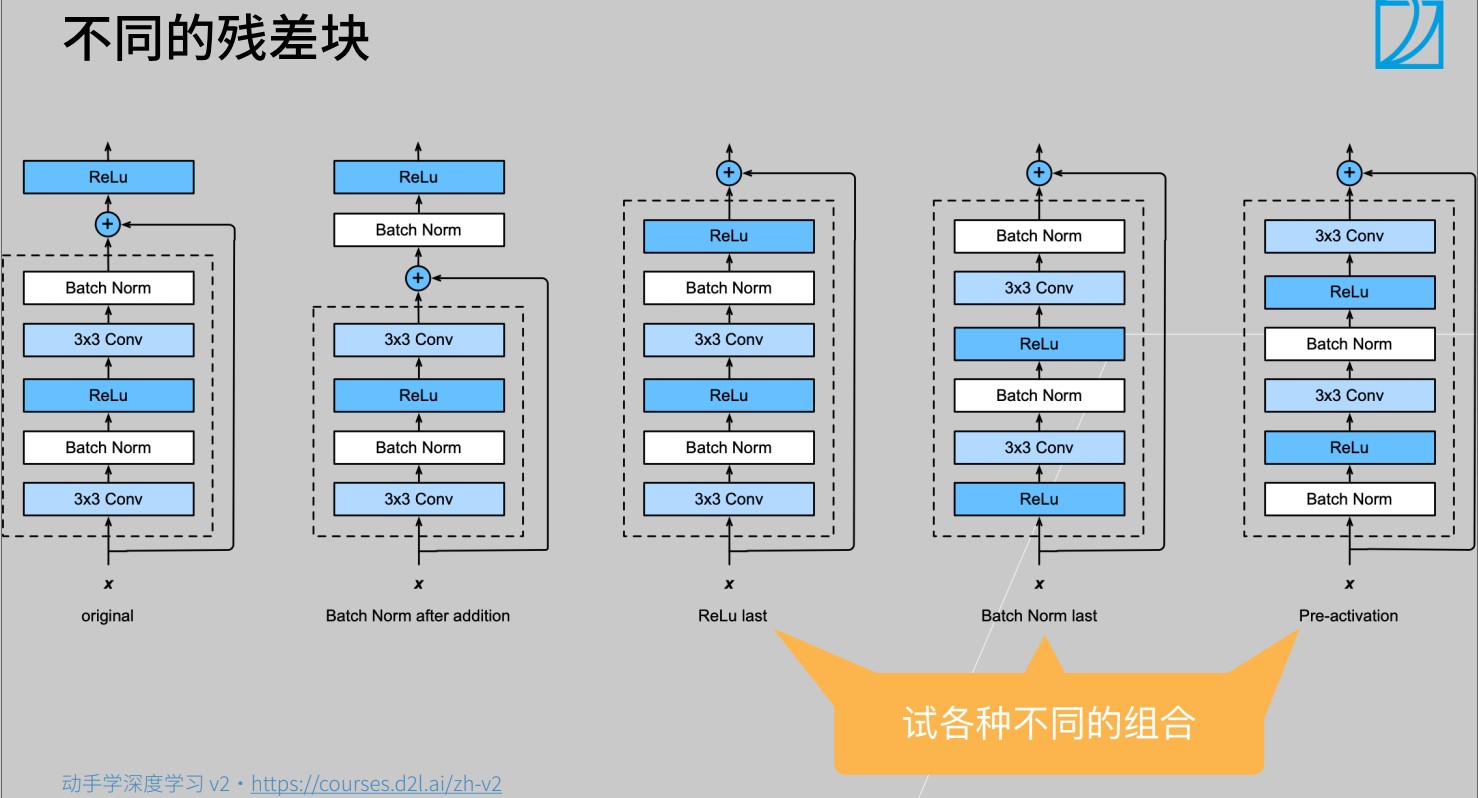 不同的残差块
ReLu
Batch Norm
3x3 Conv
ReLu
Batch Norm
3x3 Conv
x
original
ReLu
Batch Norm
3x3 Conv
ReLu
Batch Norm
3x3 Conv
x
Batch Norm after addition
ReLu
Batch Norm
3x3 Conv
ReLu
Batch Norm
3x3 Conv
x
ReLu last
Batch Norm
3x3 Conv
ReLu
Batch Norm
3x3 Conv
ReLu
x
Batch Norm last
3x3 Conv
ReLu
Batch Norm
3x3 Conv
ReLu
Batch Norm
x
Pre-activation
试各种不同的组合
动手学深度学习 v2 · https://courses.d2l.ai/zh-v2